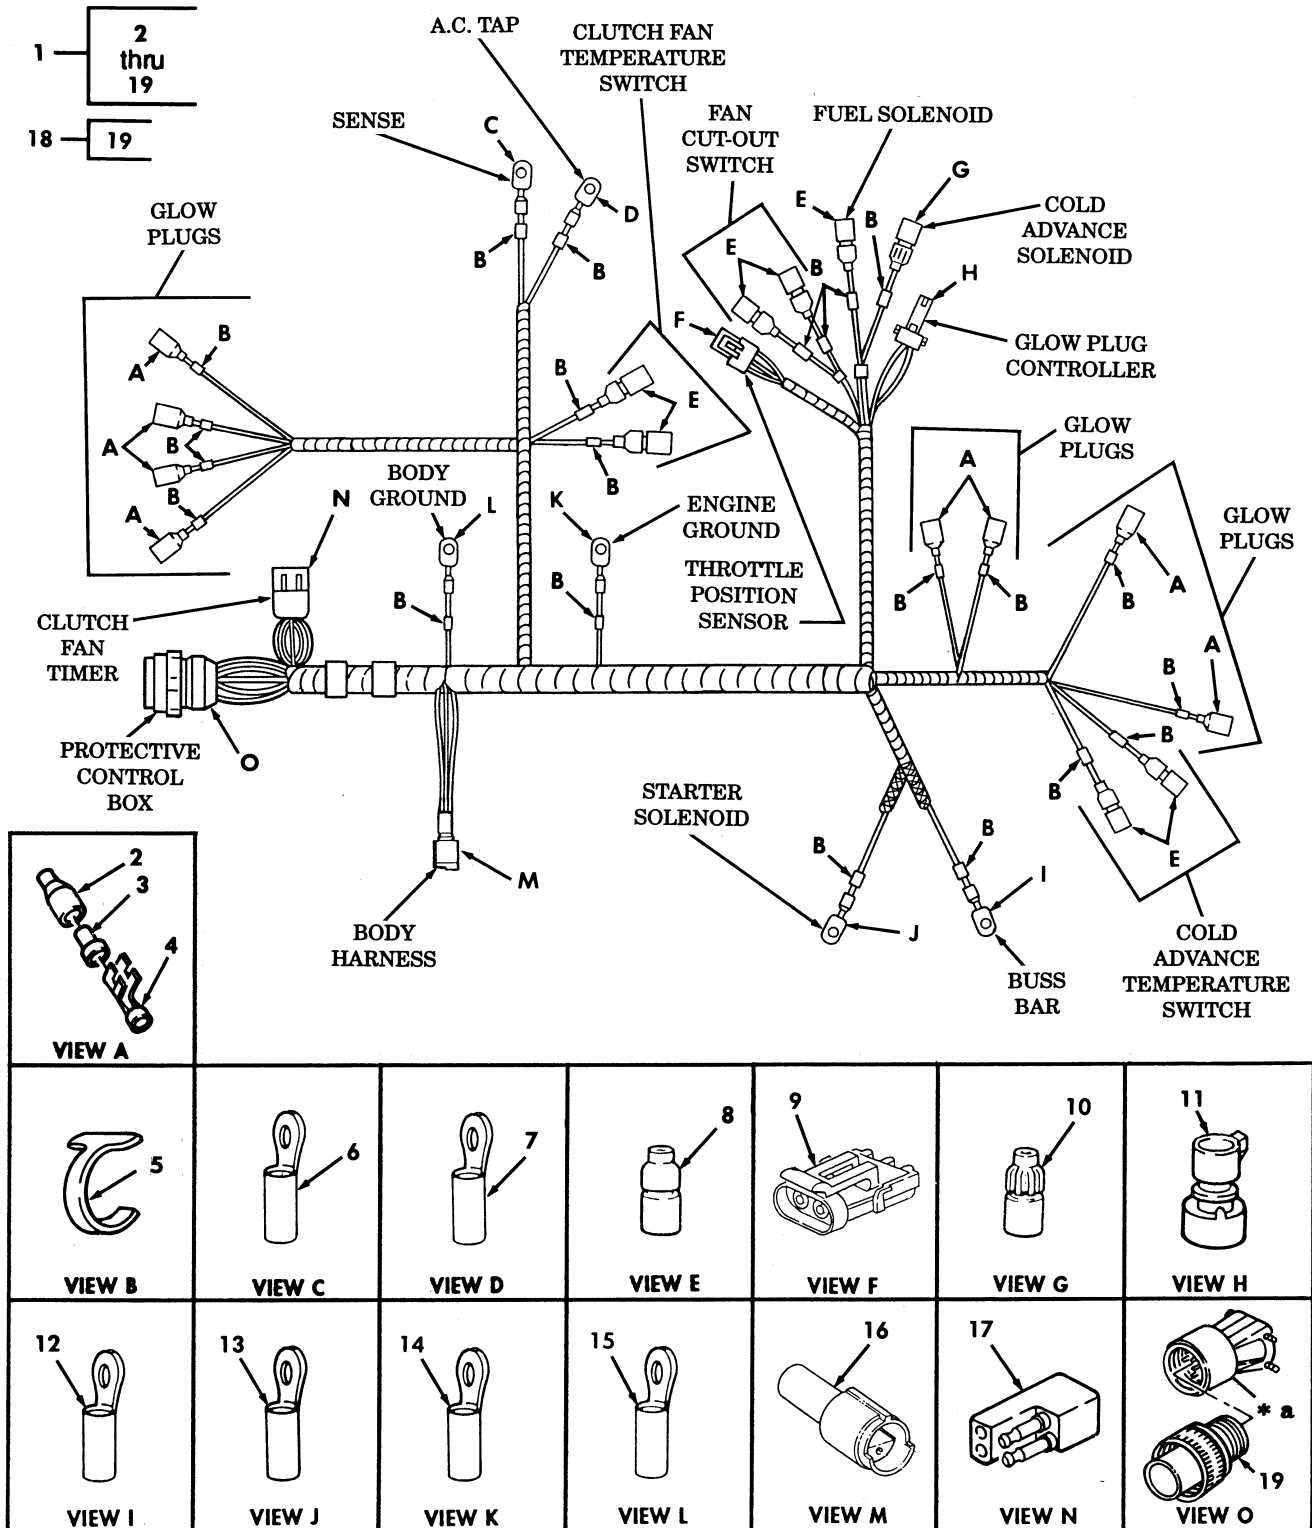 1
2
thru
19
18
19
A.C. TAP
CLUTCH FAN
TEMPERATURE
SWITCH
SENSE
C
D
B
B
FAN
CUT-OUT
SWITCH
FUEL SOLENOID
E
B
G
COLD
ADVANCE
SOLENOID
E
B
H
F
GLOW PLUG
CONTROLLER
GLOW
PLUGS
B
A
A
B
B
A
B
E
B
BODY
GROUND
N
L
K
ENGINE
GROUND
B
B
THROTTLE
POSITION
SENSOR
GLOW
PLUGS
A
B
B
GLOW
PLUGS
A
B
A
B
B
B
E
CLUTCH
FAN
TIMER
PROTECTIVE
CONTROL
BOX
O
M
BODY
HARNESS
STARTER
SOLENOID
B
B
I
J
BUSS
BAR
COLD
ADVANCE
TEMPERATURE
SWITCH
2
3
4
VIEW A
5
VIEW B
6
VIEW C
7
VIEW D
8
VIEW E
9
VIEW F
10
VIEW G
11
VIEW H
12
VIEW I
13
VIEW J
14
VIEW K
15
VIEW L
16
VIEW M
17
VIEW N
* a
19
VIEW O